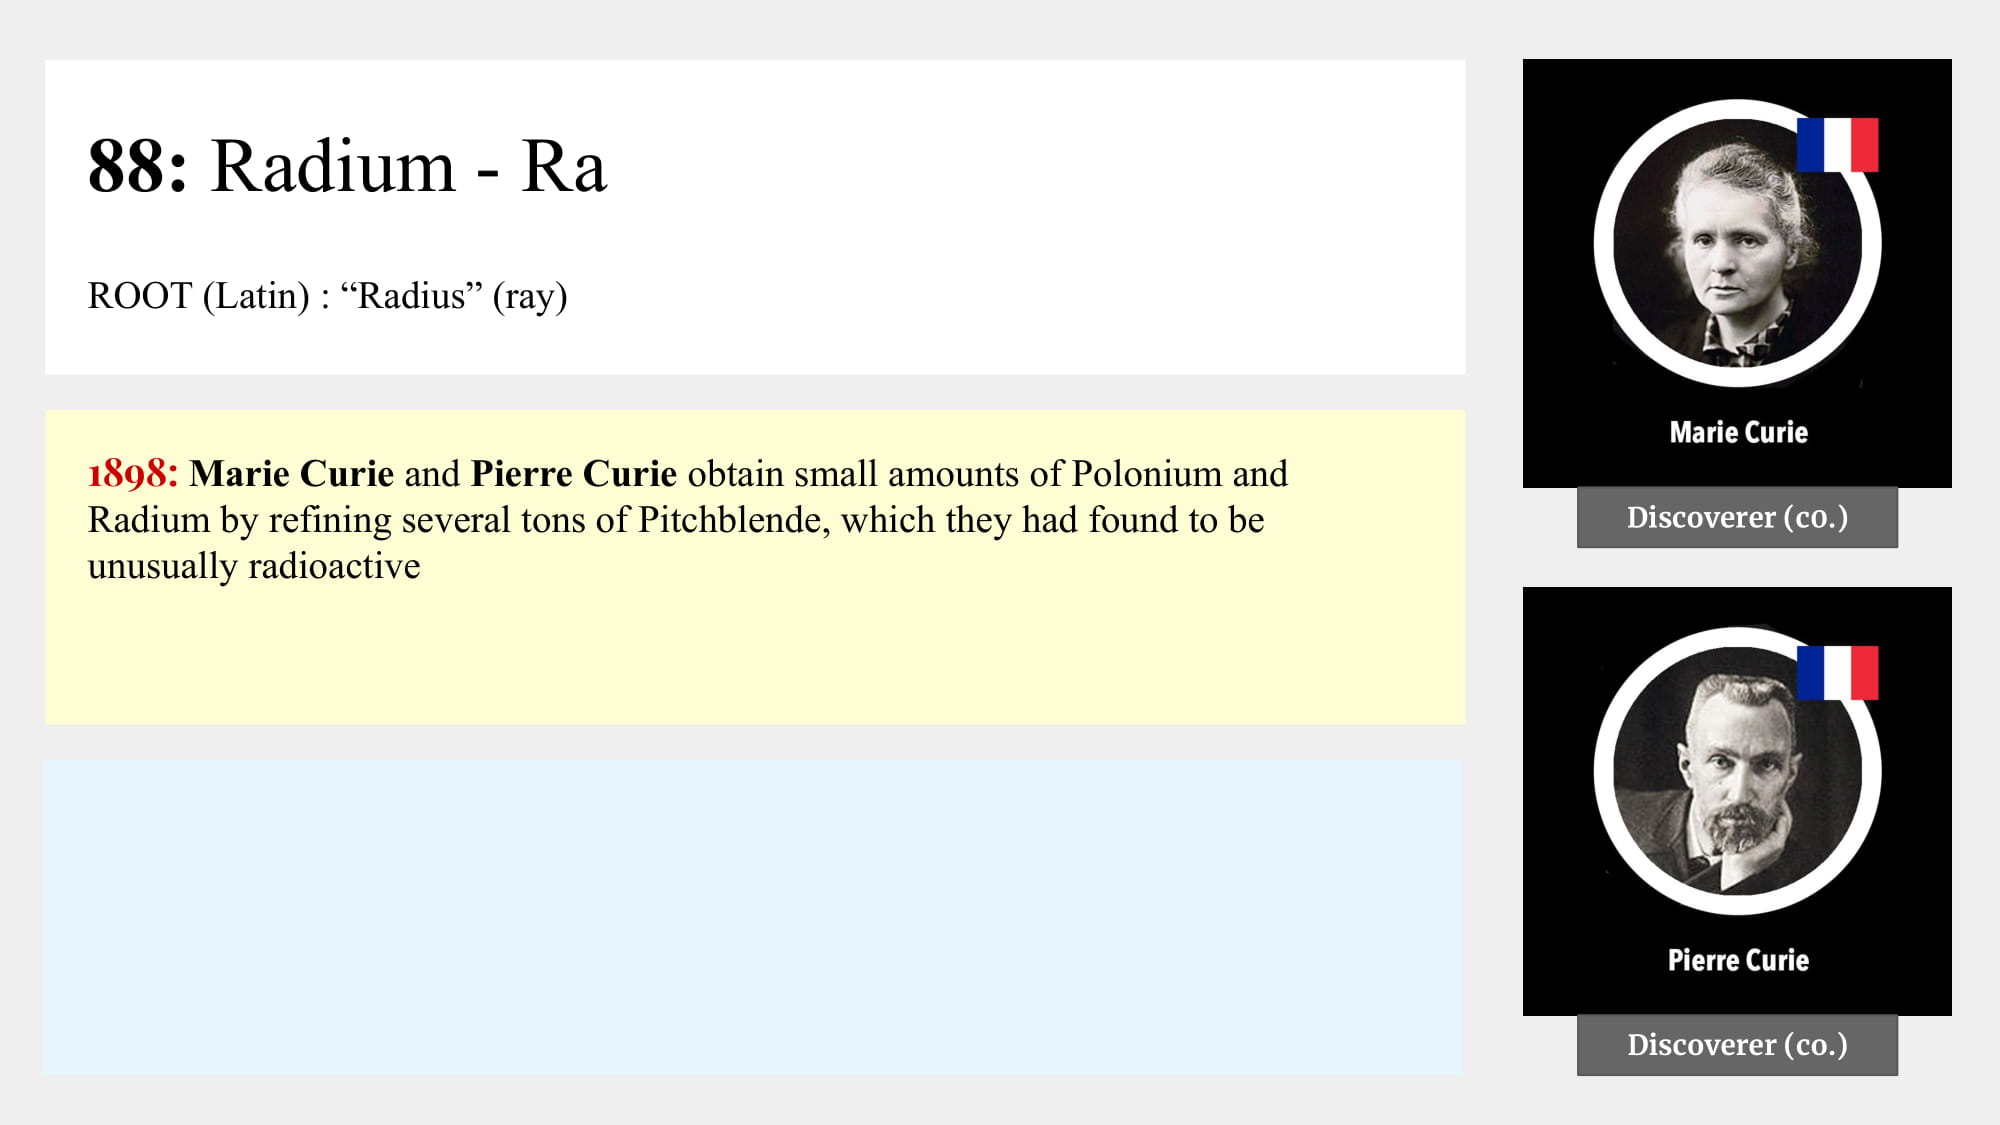 88: Radium - Ra
ROOT (Latin) : “Radius” (ray)
1898: Marie Curie and Pierre Curie obtain small amounts of Polonium and
Radium by refining several tons of Pitchblende, which they had found to be
unusually radioactive
Marie Curie
Discoverer (co.)
Pierre Curie
Discoverer (co.)